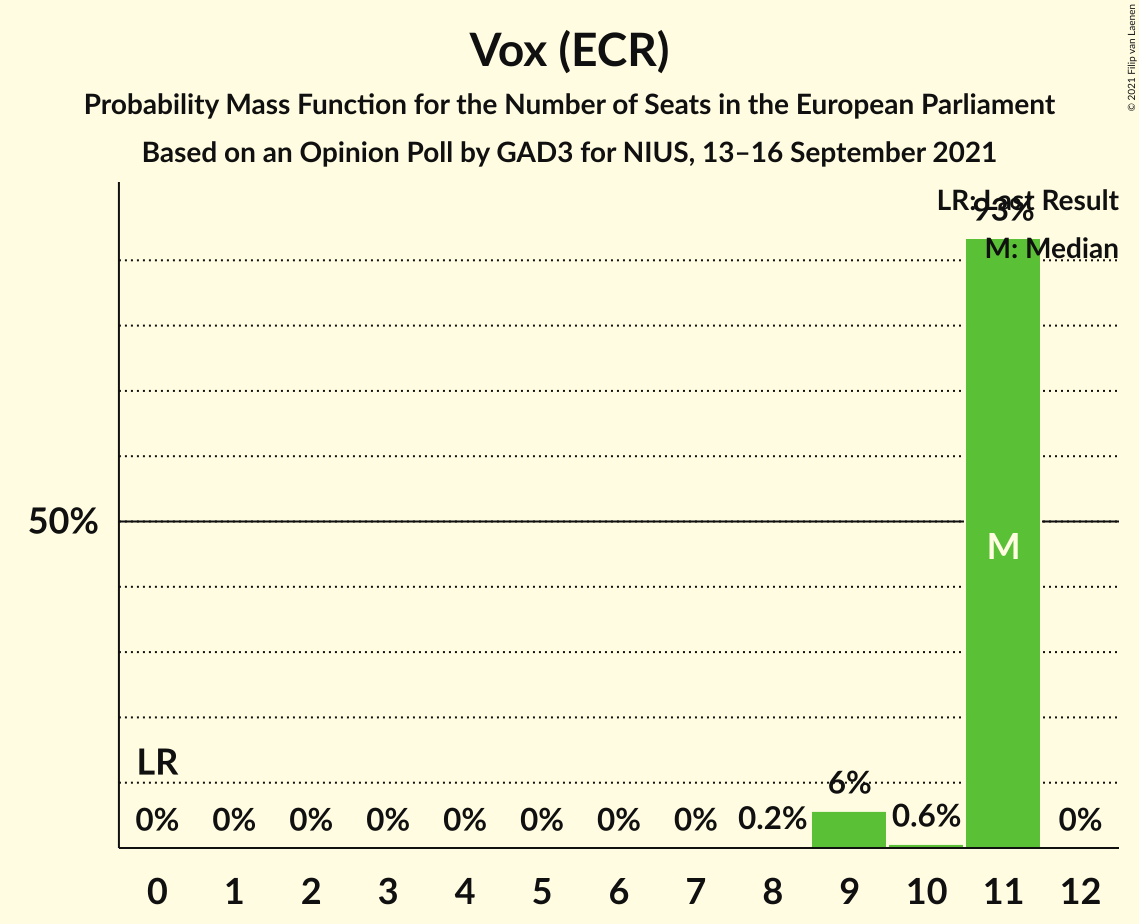 Vox (ECR)
Probability Mass Function for the Number of Seats in the European Parliament
Based on an Opinion Poll by GAD3 for NIUS, 13–16 September 2021
© 2021 Filip van Laenen
LR: Last Result
93%
M: Median
50%
M
LR
0% 0% 0% 0% 0% 0% 0% 0% 0.2% 6% 0.6% 0%
0 1 2 3 4 5 6 7 8 9 10 11 12